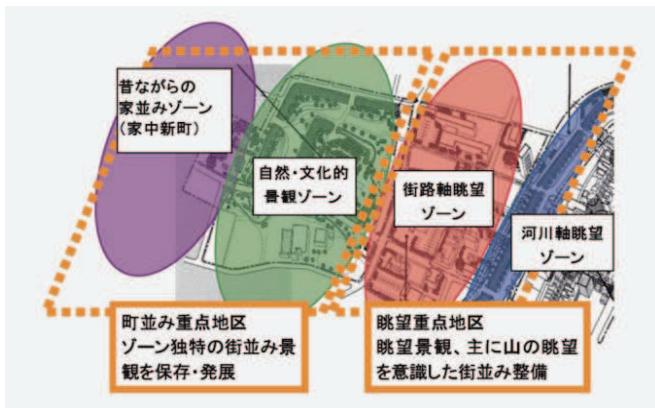 昔ながらの
家並みゾーン
(家中新町)
自然・文化的
景観ゾーン
街路軸眺望
ゾーン
河川軸眺望
ゾーン
町並み重点地区
ゾーン独特の街並み景
観を保存・発展
眺望重点地区
眺望景観、主に山の眺望
を意識した街並み整備